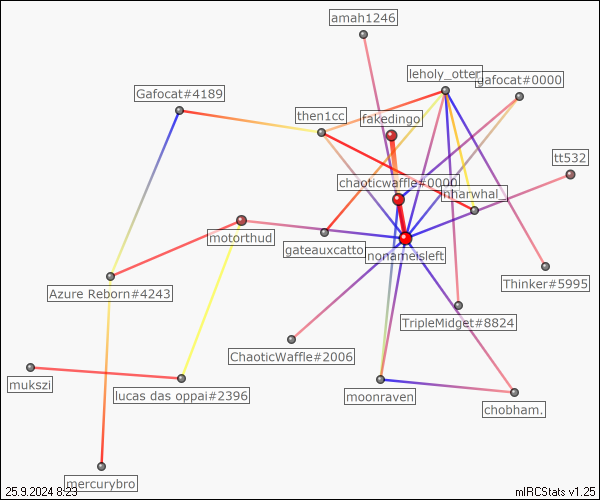 amah1246
leholy_otter
gafocat#0000
Gafocat#4189
then1cc
fakedingo
tt532
chaoticwaffle#0000
nharwhal_
motorthud
gateauxcatto
nonameisleft
Azure Reborn#4243
Thinker#5995
TripleMidget#8824
ChaoticWaffle#2006
mukszi
lucas das oppai#2396
moonraven
chobham.
mercurybro
25.9.2024 8:23
mIRCStats v1.25